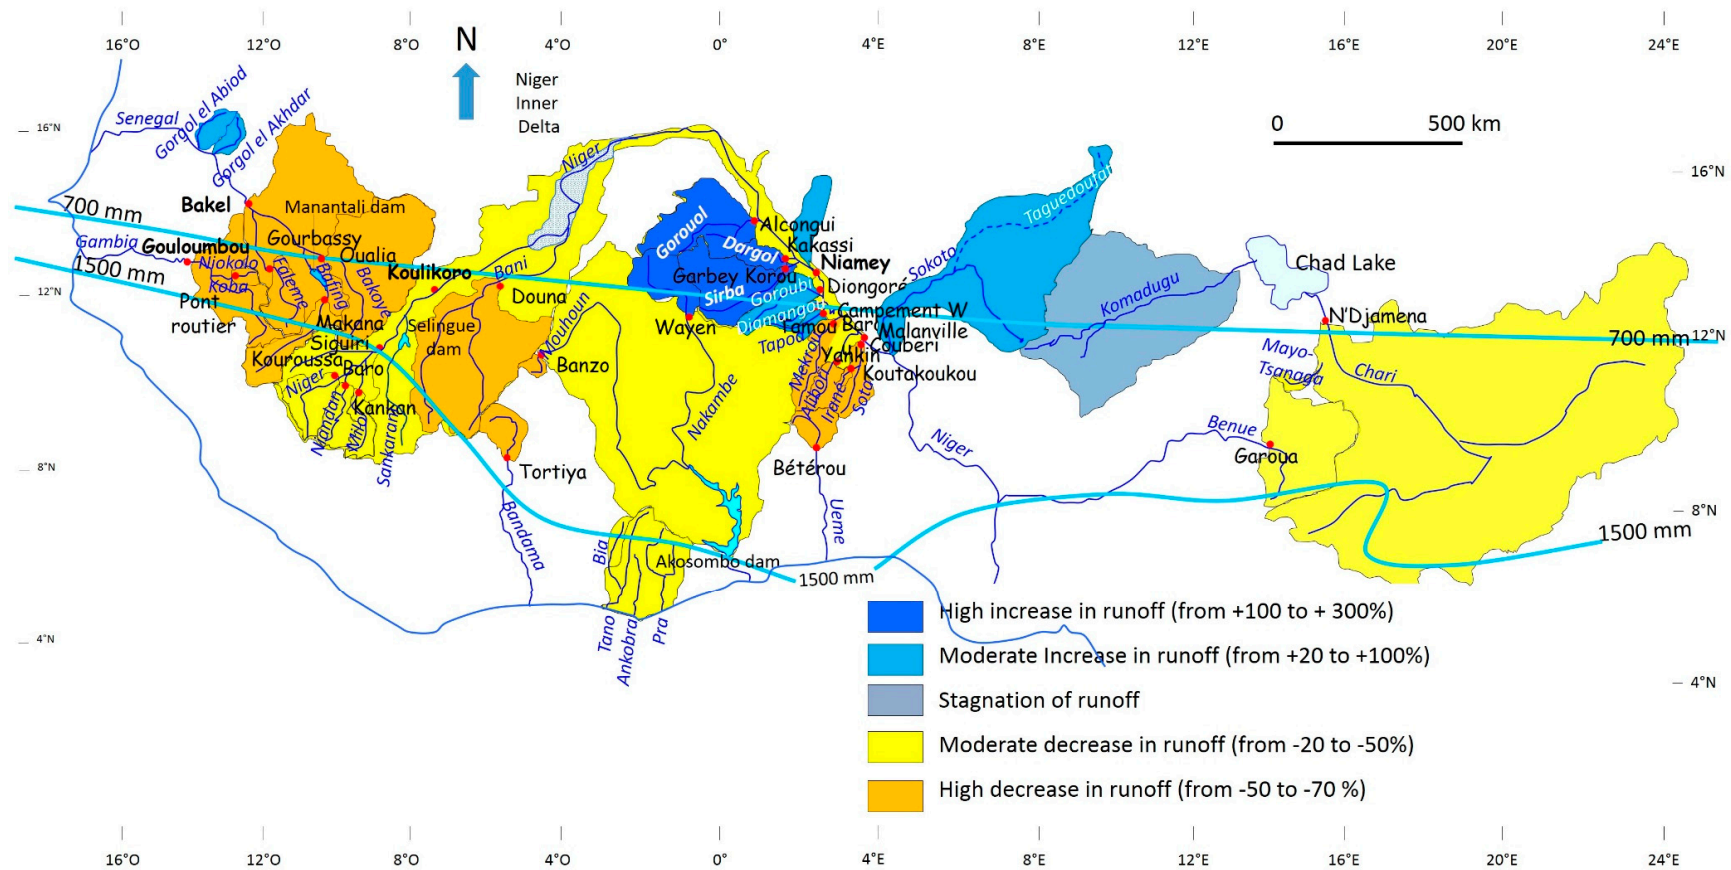 16°O 12°O 8°O 4°O 0° 4°E 8°E 12°E 16°E 20°E 24°E
N
Niger
Inner
Delta
0 500 km
16°N
16°N
Senegal
Gorgol el Abiod
Gorgol el Akhdar
Niger
Taguedoufat
Bakel
Manantali dam
700 mm
Gorouol
Alcongui
Gambia
Gouloumbou
Gourbassy
Oualia
Dargol
Kakassi
Sokoto
Chad Lake
1500 mm
Niokolo
Koba
Faleme
Bafing
Bakoye
Koulikoro
Bani
Garbey Korou
Niamey
12°N
Pont
routier
Douna
Sirba
Goroubi
Diongoré
Komadugu
Makana
Selingue
dam
Mouhoun
Wayen
Diamangou
Campement W
N'Djamena
Siguiri
Tamou
Bara
Malanville
700 mm
12°N
Kouroussa
Baro
Banzo
Tapoa
Couberi
Yankin
Mayo-
Tsanaga
Niger
Kankan
Nakambe
Mekrou
Koutakoukou
Chari
Niandan
Milo
Sankarani
Alibori
Irané
Sota
8°N
Tortiya
Bétérou
Niger
Benue
Garoua
Bandama
Ueme
8°N
1500 mm
Bia
Akosombo dam
1500 mm
4°N
Tano
Ankobra
Pra
4°N
High increase in runoff (from +100 to + 300%)
Moderate Increase in runoff (from +20 to +100%)
Stagnation of runoff
Moderate decrease in runoff (from -20 to -50%)
High decrease in runoff (from -50 to -70 %)
16°O 12°O 8°O 4°O 0° 4°E 8°E 12°E 16°E 20°E 24°E